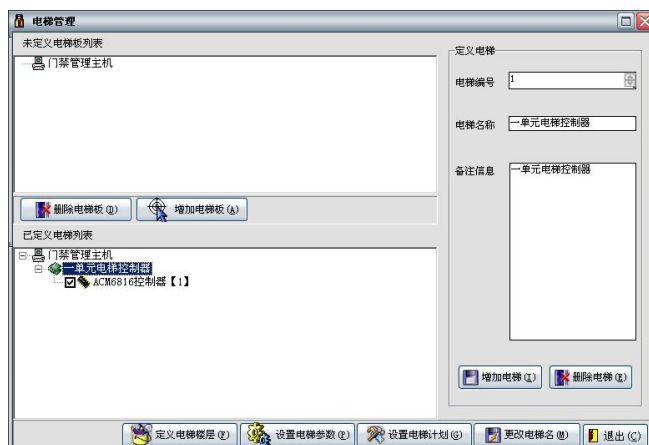 电梯管理
未定义电梯板列表
门禁管理主机
删除电梯板(D)
增加电梯板(A)
已定义电梯列表
门禁管理主机
一单元电梯控制器
ACM6816控制器【1】
定义电梯
电梯编号 1
电梯名称 一单元电梯控制器
备注信息 一单元电梯控制器
增加电梯(I)
删除电梯(E)
定义电梯楼层(F)
设置电梯参数(P)
设置电梯计划(G)
更改电梯名(M)
退出(C)